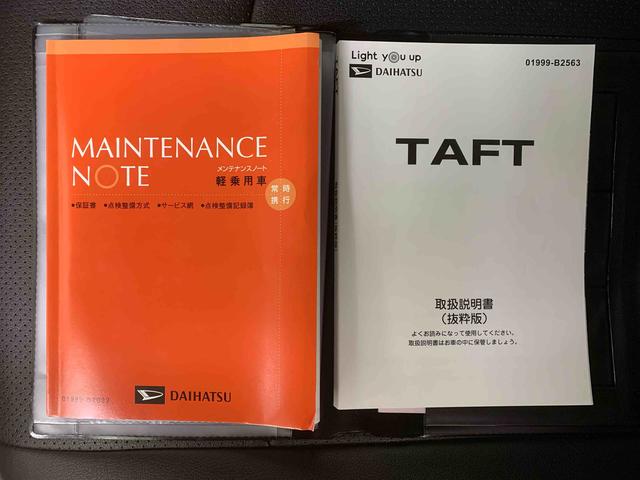 MAINTENANCE
NOTE
メンテナンスノート
軽乗用車
常時
携行
●保証書 ●点検整備方式 ●サービス網 ●点検整備記録簿
DAIHATSU
Light you up
DAIHATSU
01999-B2563
TAFT
取扱説明書
(抜粋版)
よくお読みになって使用してください。
取扱説明書はお車の中に保管しましょう。